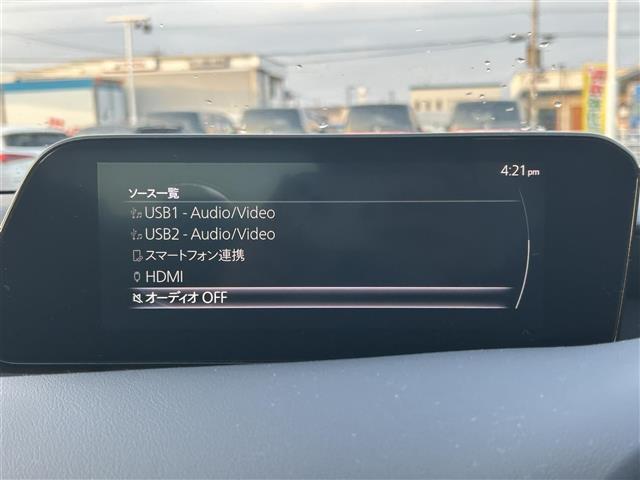 4:21 pm
ソース一覧
USB1 - Audio/Video
USB2 - Audio/Video
スマートフォン連携
HDMI
オーディオ OFF